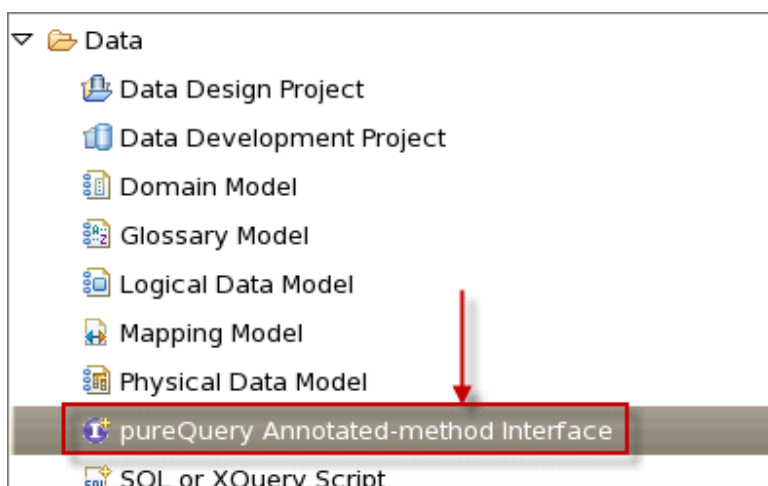 Data
Data Design Project
Data Development Project
Domain Model
Glossary Model
Logical Data Model
Mapping Model
Physical Data Model
pureQuery Annotated-method Interface
SQL or XQuery Script